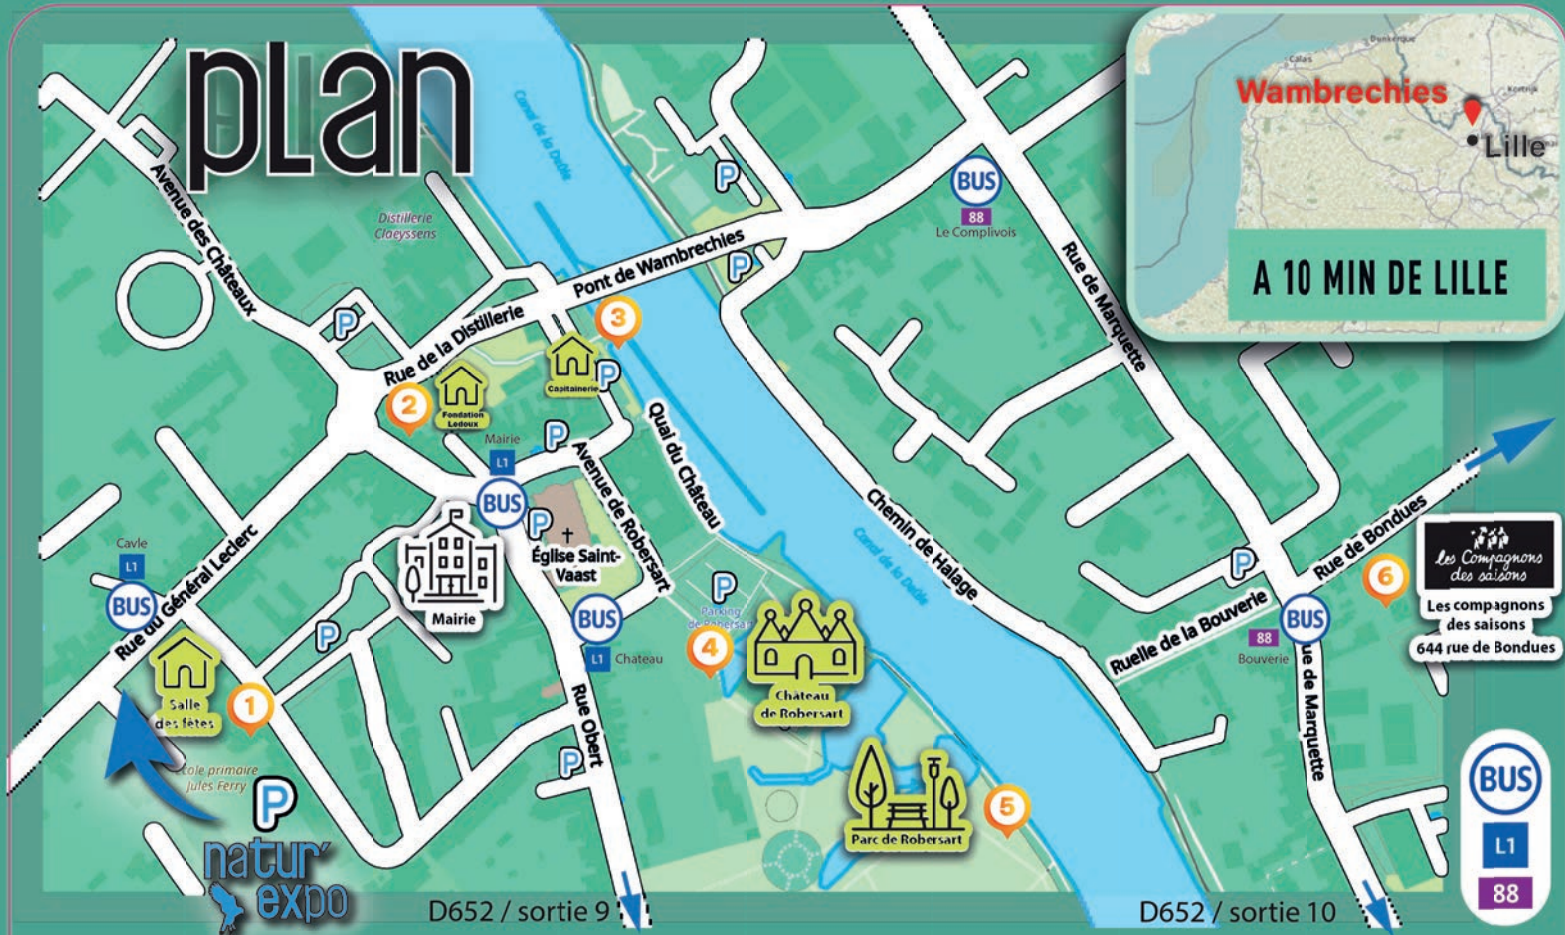 pLan
Wambrechies
Lille
Dunkerque
Calais
Kortrijk
A 10 MIN DE LILLE
Canal de la Deûle
Avenue des Châteaux
Distillerie
Claeyssens
P
BUS
88
Le Complivois
Pont de Wambrechies
P
Rue de Marquette
Rue de la Distillerie
3
P
Capitainerie
P
2
Fondation
Ledoux
Mairie
L1
BUS
P
Avenue de Robersart
Quai du Château
Chemin de Halage
Canal de la Deûle
Rue de Bondues
les Compagnons
des saisons
Les compagnons
des saisons
644 rue de Bondues
6
P
Cavle
L1
BUS
Rue du Général Leclerc
Mairie
P
Église Saint-
Vaast
BUS
L1
Chateau
P
Parking
4
Château
de Robersart
Ruelle de la Bouverie
BUS
88
Bouverie
Rue de Marquette
P
Salle
des fêtes
1
école primaire
Jules Ferry
P
natur'
expo
Rue Obert
P
Parc de Robersart
5
BUS
L1
88
D652 / sortie 9
D652 / sortie 10